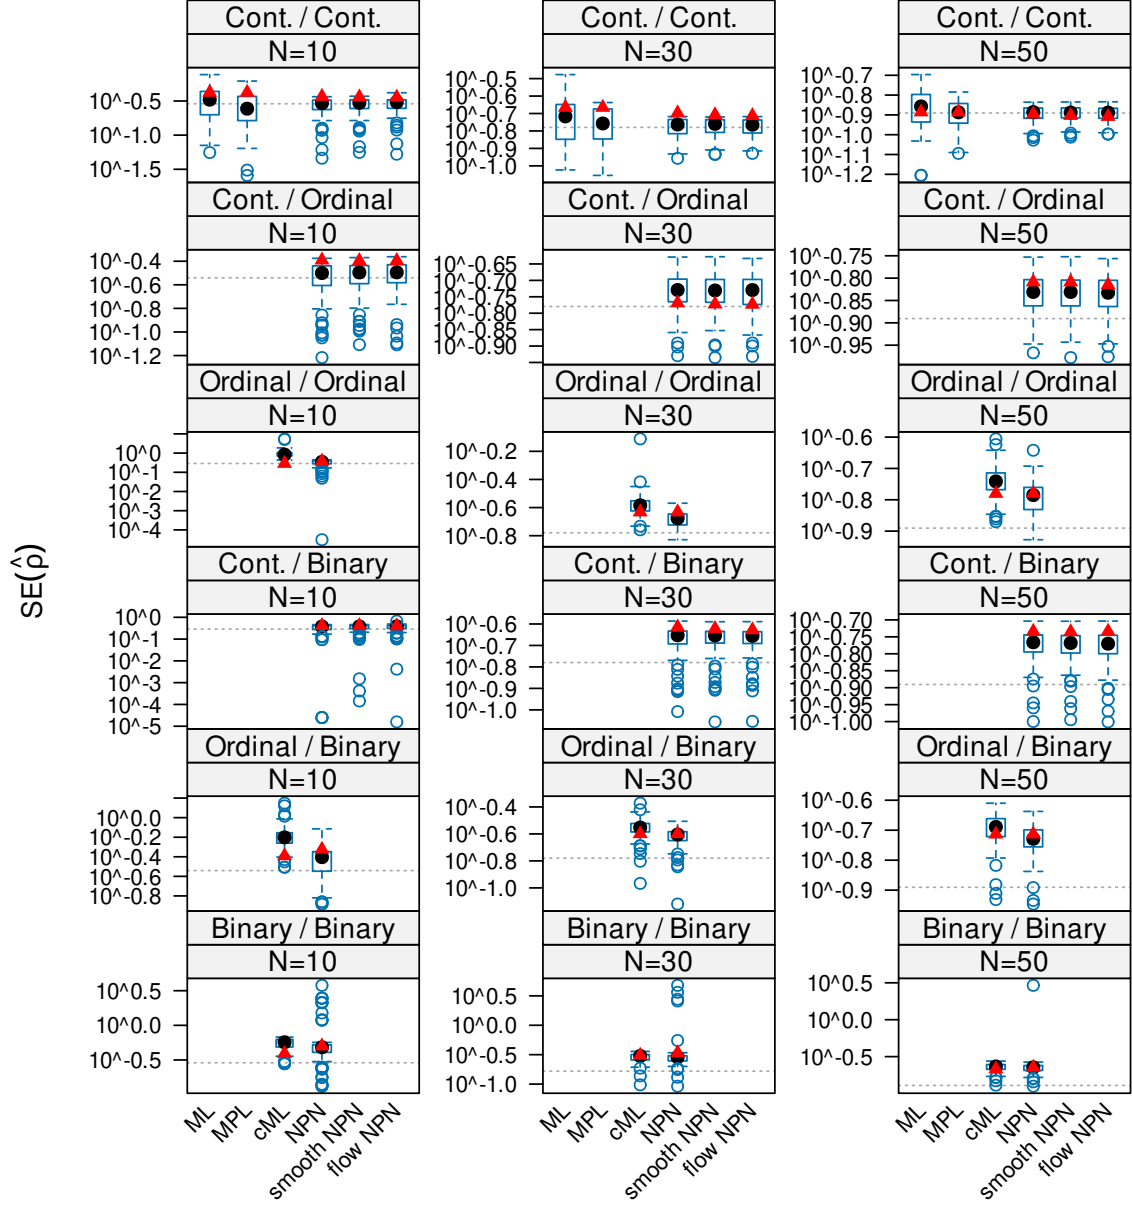 Cont. / Cont.
Cont. / Cont.
Cont. / Cont.
N=10
N=30
N=50
10^-0.5
10^-1.0
10^-1.5
10^-0.5
10^-0.6
10^-0.7
10^-0.8
10^-0.9
10^-1.0
10^-0.7
10^-0.8
10^-0.9
10^-1.0
10^-1.1
10^-1.2
Cont. / Ordinal
Cont. / Ordinal
Cont. / Ordinal
N=10
N=30
N=50
10^-0.4
10^-0.6
10^-0.8
10^-1.0
10^-1.2
10^-0.65
10^-0.70
10^-0.75
10^-0.80
10^-0.85
10^-0.90
10^-0.75
10^-0.80
10^-0.85
10^-0.90
10^-0.95
Ordinal / Ordinal
Ordinal / Ordinal
Ordinal / Ordinal
N=10
N=30
N=50
10^0
10^-1
10^-2
10^-3
10^-4
10^-0.2
10^-0.4
10^-0.6
10^-0.8
10^-0.6
10^-0.7
10^-0.8
10^-0.9
SE(ρ̂)
Cont. / Binary
Cont. / Binary
Cont. / Binary
N=10
N=30
N=50
10^0
10^-1
10^-2
10^-3
10^-4
10^-5
10^-0.6
10^-0.7
10^-0.8
10^-0.9
10^-1.0
10^-0.70
10^-0.75
10^-0.80
10^-0.85
10^-0.90
10^-0.95
10^-1.00
Ordinal / Binary
Ordinal / Binary
Ordinal / Binary
N=10
N=30
N=50
10^0.0
10^-0.2
10^-0.4
10^-0.6
10^-0.8
10^-0.4
10^-0.6
10^-0.8
10^-1.0
10^-0.6
10^-0.7
10^-0.8
10^-0.9
Binary / Binary
Binary / Binary
Binary / Binary
N=10
N=30
N=50
10^0.5
10^0.0
10^-0.5
10^0.5
10^0.0
10^-0.5
10^-1.0
10^0.5
10^0.0
10^-0.5
ML
MPL
cML
NPN
smooth NPN
flow NPN
ML
MPL
cML
NPN
smooth NPN
flow NPN
ML
MPL
cML
NPN
smooth NPN
flow NPN